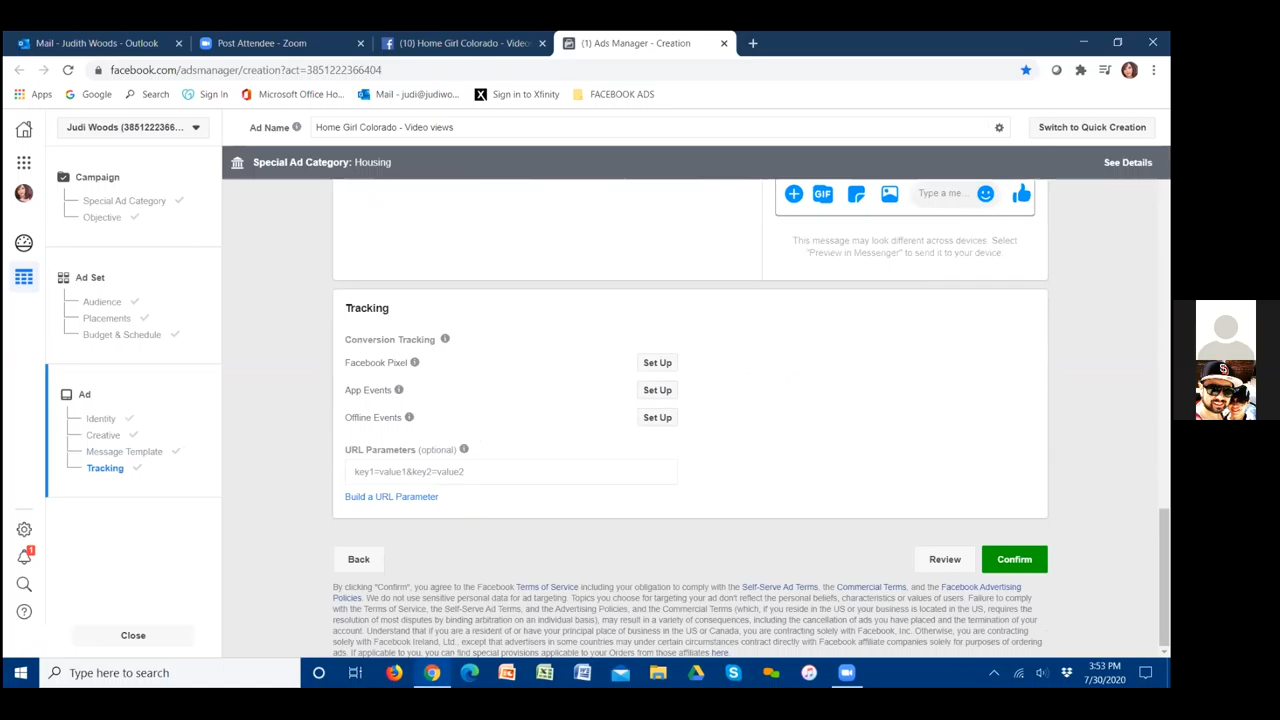 Mail - Judith Woods - Outlook
Post Attendee - Zoom
(10) Home Girl Colorado - Video
(1) Ads Manager - Creation
facebook.com/adsmanager/creation?act=3851222366404
Apps
Google
Search
Sign In
Microsoft Office Ho...
Mail - judi@judiwo...
Sign in to Xfinity
FACEBOOK ADS
Judi Woods (3851222366...
Ad Name
Home Girl Colorado - Video views
Switch to Quick Creation
Special Ad Category: Housing
See Details
Campaign
Special Ad Category
Objective
Ad Set
Audience
Placements
Budget & Schedule
Ad
Identity
Creative
Message Template
Tracking
Close
GIF
Type a me...
This message may look different across devices. Select
"Preview in Messenger" to send it to your device.
Tracking
Conversion Tracking
Facebook Pixel
Set Up
App Events
Set Up
Offline Events
Set Up
URL Parameters (optional)
key1=value1&key2=value2
Build a URL Parameter
Back
Review
Confirm
By clicking "Confirm", you agree to the Facebook Terms of Service including your obligation to comply with the Self-Serve Ad Terms, the Commercial Terms, and the Facebook Advertising
Policies. We do not use sensitive personal data for ad targeting. Topics you choose for targeting your ad don't reflect the personal beliefs, characteristics or values of users. Failure to comply
with the Terms of Service, the Self-Serve Ad Terms, and the Advertising Policies, and the Commercial Terms (which, if you reside in the US or your business is located in the US, requires the
resolution of most disputes by binding arbitration on an individual basis), may result in a variety of consequences, including the cancellation of ads you have placed and the termination of your
account. Understand that if you are a resident of or have your principal place of business in the US or Canada, you are contracting solely with Facebook, Inc. Otherwise, you are contracting
solely with Facebook Ireland, Ltd., except that advertisers in some countries may under certain circumstances contract directly with Facebook affiliate companies solely for purposes of ordering
ads. If applicable to you, you can find special provisions applicable to your Orders from those affiliates here.
1
Type here to search
3:53 PM
7/30/2020